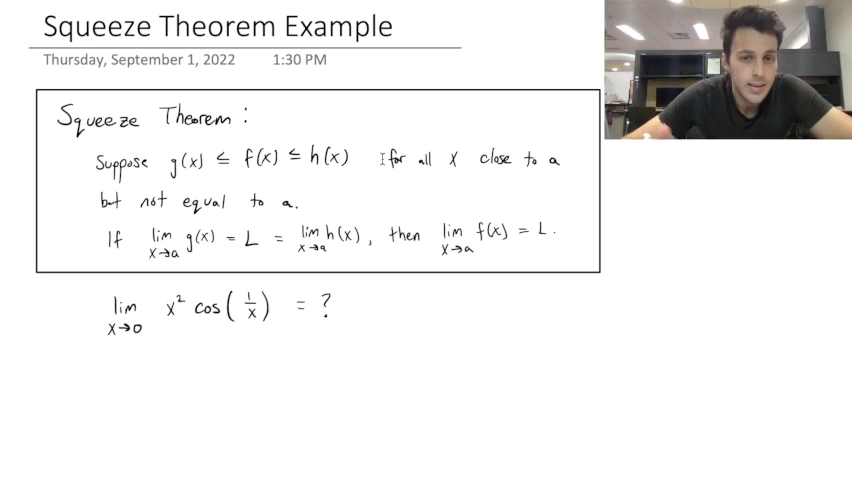 Squeeze Theorem Example
Thursday, September 1, 2022 1:30 PM
Squeeze Theorem :
Suppose g(x) ≤ f(x) ≤ h(x) for all x close to a
but not equal to a.
If lim x→a g(x) = L = lim x→a h(x), then lim x→a f(x) = L.
lim x→0 x² cos(1/x) = ?